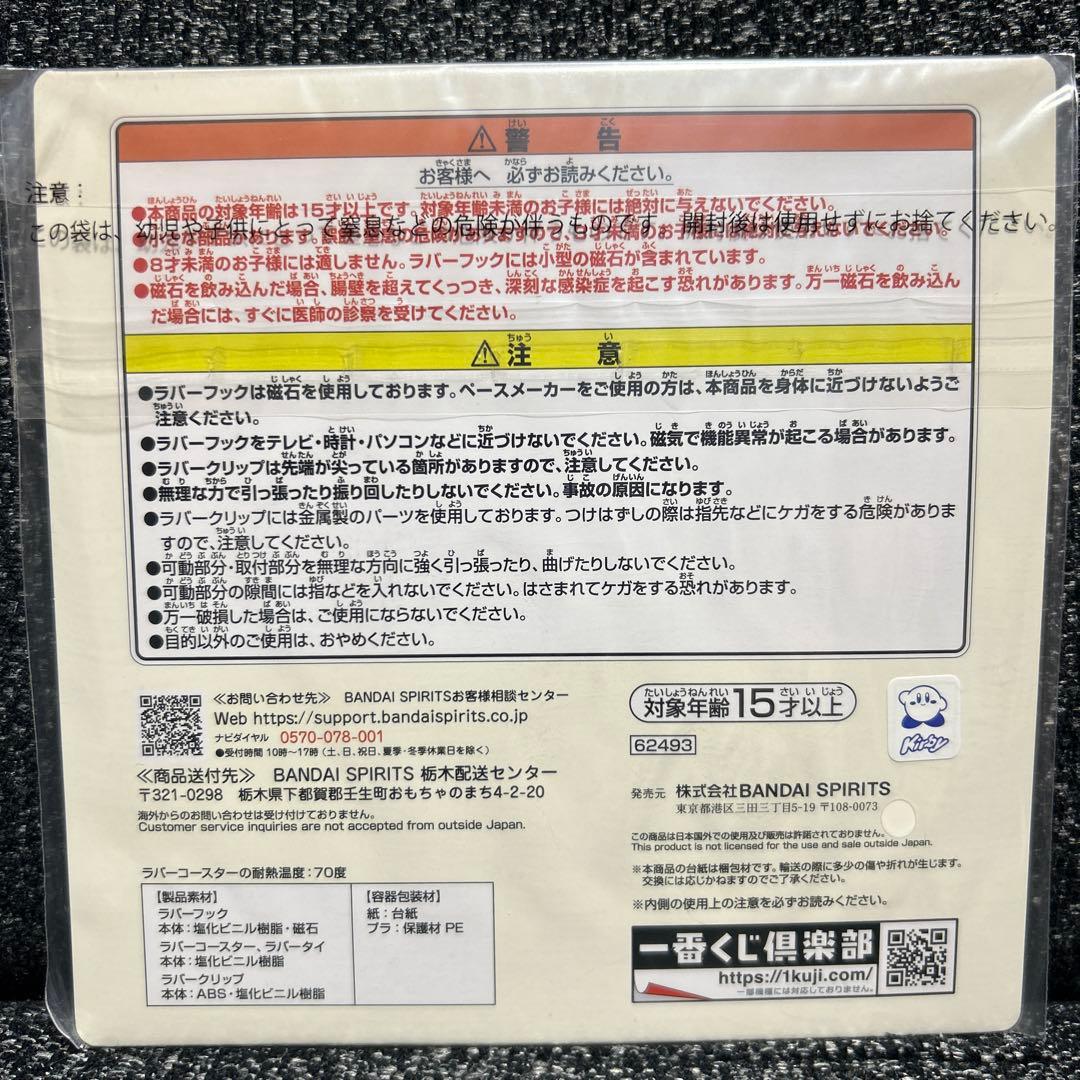 警告
お客様へ 必ずお読みください。
●本商品の対象年齢は15才以上です。対象年齢未満のお子様には絶対に与えないでください。
注意：
この袋は、幼児や子供にとって窒息などの危険が伴うものです。開封後は使用せずにお捨てください。
●小さな部品があります。
●8才未満のお子様には適しません。ラバーフックには小型の磁石が含まれています。
●磁石を飲み込んだ場合、腸壁を超えてくっつき、深刻な感染症を起こす恐れがあります。万一磁石を飲み込ん
だ場合には、すぐに医師の診察を受けてください。
注意
●ラバーフックは磁石を使用しております。ペースメーカーをご使用の方は、本商品を身体に近づけないようご
注意ください。
●ラバーフックをテレビ・時計・パソコンなどに近づけないでください。磁気で機能異常が起こる場合があります。
●ラバークリップは先端が尖っている箇所がありますので、注意してください。
●無理な力で引っ張ったり振り回したりしないでください。事故の原因になります。
●ラバークリップには金属製のパーツを使用しております。つけはずしの際は指先などにケガをする危険がありま
すので、注意してください。
●可動部分・取付部分を無理な方向に強く引っ張ったり、曲げたりしないでください。
●可動部分の隙間には指などを入れないでください。はさまれてケガをする恐れがあります。
●万一破損した場合は、ご使用にならないでください。
●目的以外のご使用は、おやめください。
≪お問い合わせ先≫ BANDAI SPIRITSお客様相談センター
Web https://support.bandaispirits.co.jp
ナビダイヤル 0570-078-001
●受付時間 10時～17時（土、日、祝日、夏季・冬季休業日を除く）
≪商品送付先≫ BANDAI SPIRITS 栃木配送センター
〒321-0298 栃木県下都賀郡壬生町おもちゃのまち4-2-20
海外からのお問い合わせは受け付けておりません。
Customer service inquiries are not accepted from outside Japan.
対象年齢15才以上
62493
Kirby
発売元 株式会社BANDAI SPIRITS
東京都港区三田三丁目5-19 〒108-0073
この商品は日本国外での使用及び販売は許諾されておりません。
This product is not licensed for the use and sale outside Japan.
※本商品の台紙は梱包材です。輸送の際に多少の傷や折れが生じます。
交換には応じかねますのでご了承ください。
※内側の使用上の注意を必ずお読みください。
ラバーコースターの耐熱温度：70度
【製品素材】
ラバーフック
本体：塩化ビニル樹脂・磁石
ラバーコースター、ラバータイ
本体：塩化ビニル樹脂
ラバークリップ
本体：ABS・塩化ビニル樹脂
【容器包装材】
紙：台紙
プラ：保護材 PE
一番くじ倶楽部
https://1kuji.com/
一部機種には対応しておりません。